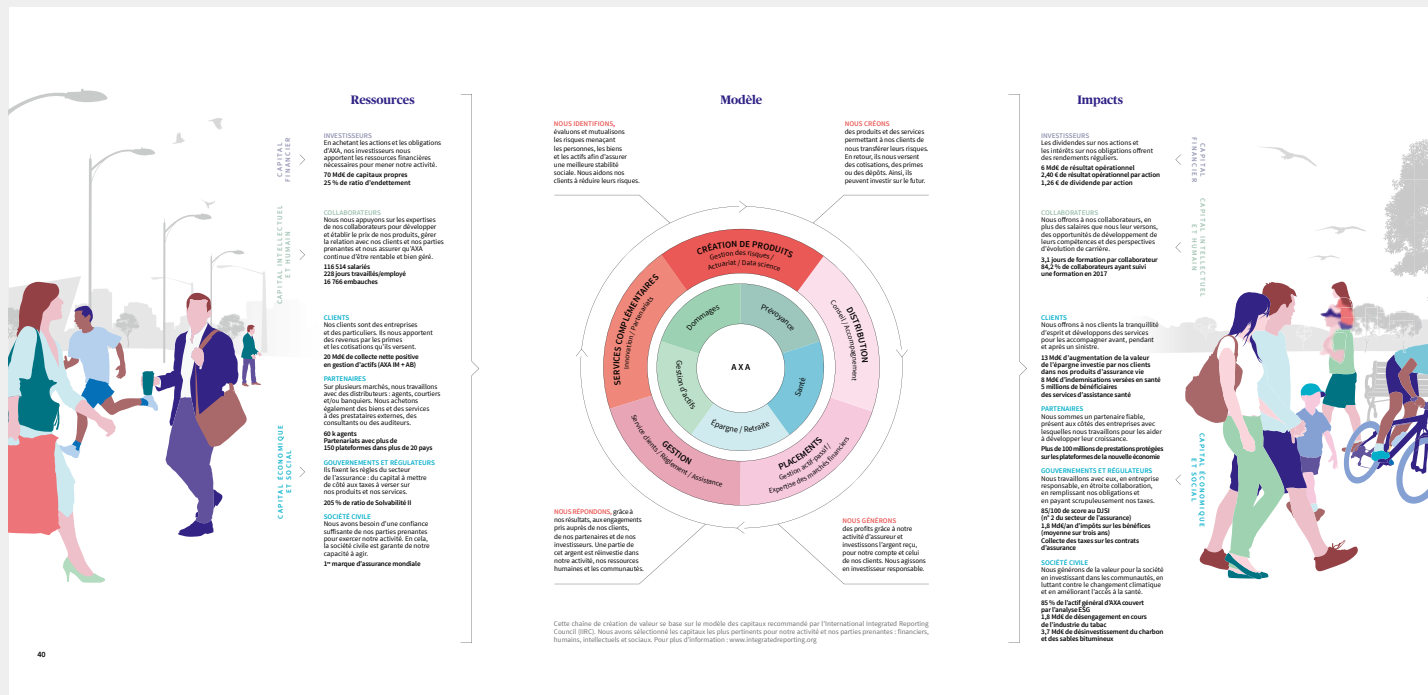 Ressources
CAPITAL
FINANCIER
INVESTISSEURS
En achetant les actions et les obligations
d'AXA, nos investisseurs nous
apportent les ressources financières
nécessaires pour mener notre activité.
70 Md€ de capitaux propres
25 % de ratio d'endettement
CAPITAL INTELLECTUEL
ET HUMAIN
COLLABORATEURS
Nous nous appuyons sur les expertises
de nos collaborateurs pour développer
et établir le prix de nos produits, gérer
la relation avec nos clients et nos parties
prenantes et nous assurer qu'AXA
continue d'être rentable et bien géré.
116 514 salariés
228 jours travaillés/employé
16 766 embauches
CAPITAL ÉCONOMIQUE
ET SOCIAL
CLIENTS
Nos clients sont des entreprises
et des particuliers. Ils nous apportent
des revenus par les primes
et les cotisations qu'ils versent.
20 Md€ de collecte nette positive
en gestion d'actifs (AXA IM + AB)
PARTENAIRES
Sur plusieurs marchés, nous travaillons
avec des distributeurs : agents, courtiers
et/ou banquiers. Nous achetons
également des biens et des services
à des prestataires externes, des
consultants ou des auditeurs.
60 k agents
Partenariats avec plus de
150 plateformes dans plus de 20 pays
GOUVERNEMENTS ET RÉGULATEURS
Ils fixent les règles du secteur
de l'assurance : du capital à mettre
de côté aux taxes à verser sur
nos produits et nos services.
205 % de ratio de Solvabilité II
SOCIÉTÉ CIVILE
Nous avons besoin d'une confiance
suffisante de nos parties prenantes
pour exercer notre activité. En cela,
la société civile est garante de notre
capacité à agir.
1re marque d'assurance mondiale
Modèle
NOUS IDENTIFIONS,
évaluons et mutualisons
les risques menaçant
les personnes, les biens
et les actifs afin d'assurer
une meilleure stabilité
sociale. Nous aidons nos
clients à réduire leurs risques.
NOUS CRÉONS
des produits et des services
permettant à nos clients de
nous transférer leurs risques.
En retour, ils nous versent
des cotisations, des primes
ou des dépôts. Ainsi, ils
peuvent investir sur le futur.
CRÉATION DE PRODUITS
Gestion des risques /
Actuariat / Data science
DISTRIBUTION
Conseil / Accompagnement
PLACEMENTS
Gestion actif-passif /
Expertise des marchés financiers
GESTION
Service clients / Règlement / Assistance
SERVICES COMPLÉMENTAIRES
Innovation / Partenariats
Dommages
Prévoyance
Santé
Épargne / Retraite
Gestion d'actifs
AXA
NOUS RÉPONDONS, grâce à
nos résultats, aux engagements
pris auprès de nos clients,
de nos partenaires et de nos
investisseurs. Une partie de
cet argent est réinvestie dans
notre activité, nos ressources
humaines et les communautés.
NOUS GÉNÉRONS
des profits grâce à notre
activité d'assureur et
investissons l'argent reçu,
pour notre compte et celui
de nos clients. Nous agissons
en investisseur responsable.
Cette chaîne de création de valeur se base sur le modèle des capitaux recommandé par l'International Integrated Reporting
Council (IIRC). Nous avons sélectionné les capitaux les plus pertinents pour notre activité et nos parties prenantes : financiers,
humains, intellectuels et sociaux. Pour plus d'information : www.integratedreporting.org
Impacts
INVESTISSEURS
Les dividendes sur nos actions et
les intérêts sur nos obligations offrent
des rendements réguliers.
6 Md€ de résultat opérationnel
2,40 € de résultat opérationnel par action
1,26 € de dividende par action
CAPITAL
FINANCIER
COLLABORATEURS
Nous offrons à nos collaborateurs, en
plus des salaires que nous leur versons,
des opportunités de développement de
leurs compétences et des perspectives
d'évolution de carrière.
3,1 jours de formation par collaborateur
84,2 % de collaborateurs ayant suivi
une formation en 2017
CAPITAL INTELLECTUEL
ET HUMAIN
CLIENTS
Nous offrons à nos clients la tranquillité
d'esprit et développons des services
pour les accompagner avant, pendant
et après un sinistre.
13 Md€ d'augmentation de la valeur
de l'épargne investie par nos clients
dans nos produits d'assurance vie
8 Md€ d'indemnisations versées en santé
5 millions de bénéficiaires
des services d'assistance santé
PARTENAIRES
Nous sommes un partenaire fiable,
présent aux côtés des entreprises avec
lesquelles nous travaillons pour les aider
à développer leur croissance.
Plus de 100 millions de prestations protégées
sur les plateformes de la nouvelle économie
GOUVERNEMENTS ET RÉGULATEURS
Nous travaillons avec eux, en entreprise
responsable, en étroite collaboration,
en remplissant nos obligations et
en payant scrupuleusement nos taxes.
85/100 de score au DJSI
(n° 2 du secteur de l'assurance)
1,8 Md€/an d'impôts sur les bénéfices
(moyenne sur trois ans)
Collecte des taxes sur les contrats
d'assurance
SOCIÉTÉ CIVILE
Nous générons de la valeur pour la société
en investissant dans les communautés, en
luttant contre le changement climatique
et en améliorant l'accès à la santé.
85 % de l'actif général d'AXA couvert
par l'analyse ESG
1,8 Md€ de désengagement en cours
de l'industrie du tabac
3,7 Md€ de désinvestissement du charbon
et des sables bitumineux
CAPITAL ÉCONOMIQUE
ET SOCIAL
40